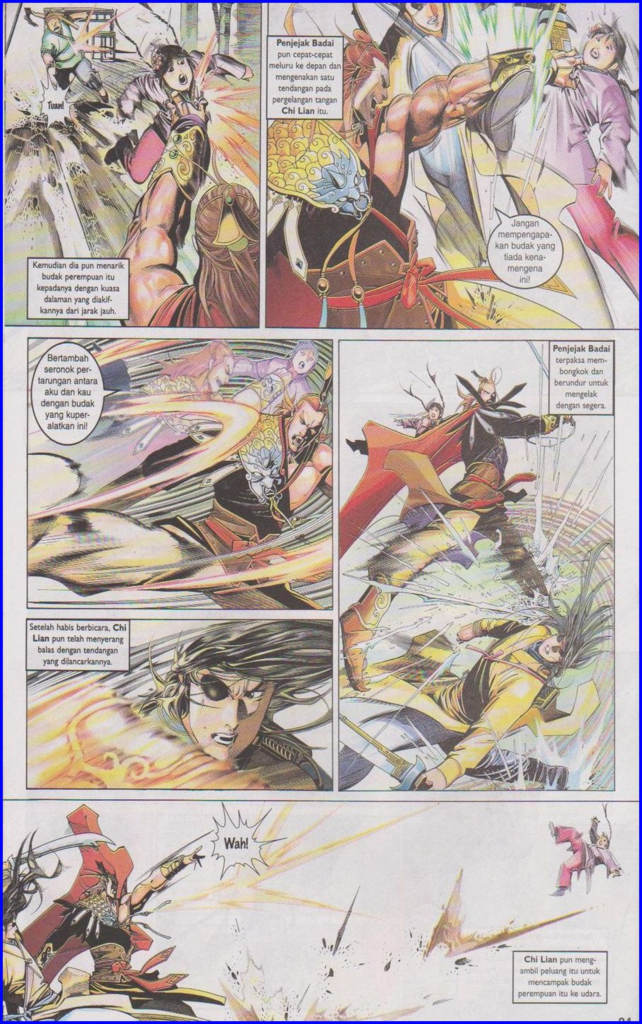 Tuan!
Kemudian dia pun menarik
budak perempuan itu
kepadanya dengan kuasa
dalaman yang diakif-
kannya dari jarak jauh.
Penjejak Badai
pun cepat-cepat
meluru ke depan dan
mengenakan satu
tendangan pada
pergelangan tangan
Chi Lian itu.
Jangan
mempengapa-
kan budak yang
tiada kena-
mengena
ini!
Bertambah
seronok per-
tarungan antara
aku dan kau
dengan budak
yang kuper-
alatkan ini!
Penjejak Badai
terpaksa mem-
bongkok dan
berundur untuk
mengelak
dengan segera.
Setelah habis berbicara, Chi
Lian pun telah menyerang
balas dengan tendangan
yang dilancarkannya.
Wah!
Chi Lian pun meng-
ambil peluang itu untuk
mencampak budak
perempuan itu ke udara.